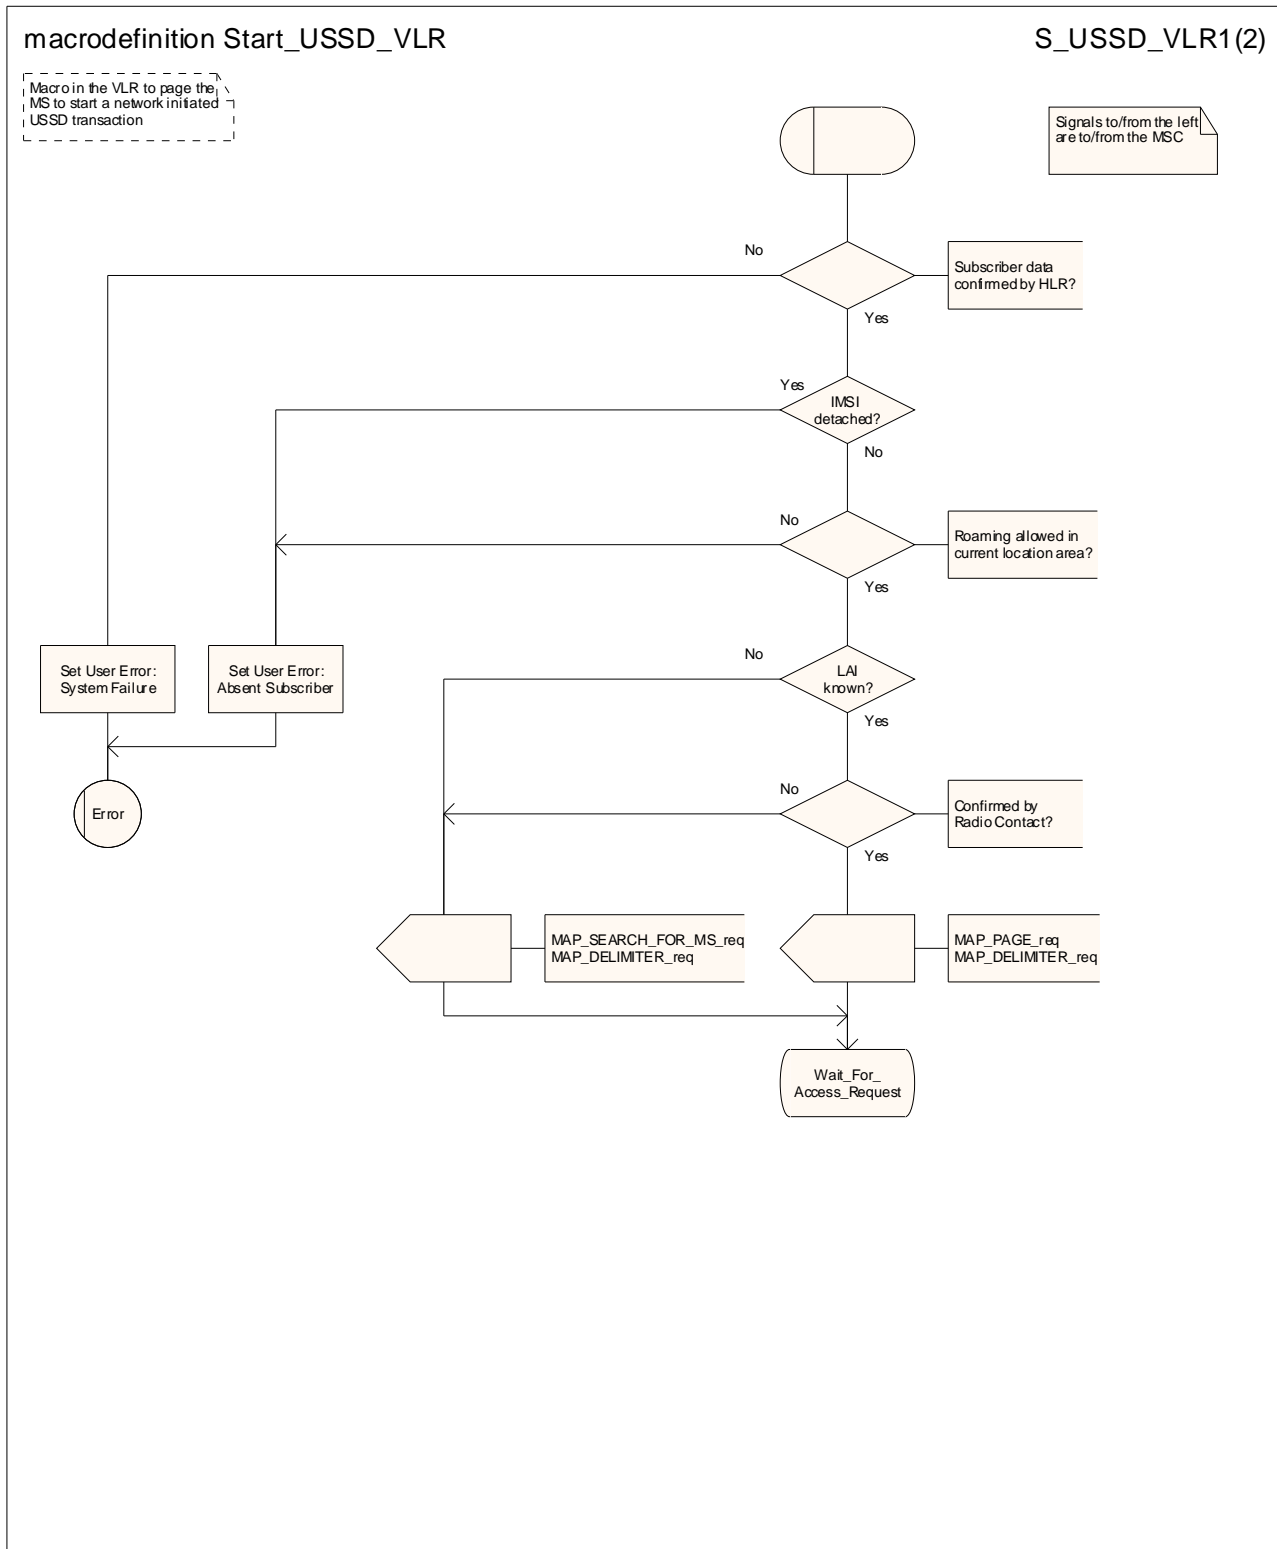 macrodefinition Start_USSD_VLR
S_USSD_VLR1(2)
Macro in the VLR to page the
MS to start a network initiated
USSD transaction
Signals to/from the left
are to/from the MSC
No
Subscriber data
confirmed by HLR?
Yes
Yes
IMSI
detached?
No
No
Roaming allowed in
current location area?
Yes
Set User Error:
System Failure
Set User Error:
Absent Subscriber
No
LAI
known?
Yes
No
Error
Confirmed by
Radio Contact?
Yes
MAP_SEARCH_FOR_MS_req
MAP_DELIMITER_req
MAP_PAGE_req
MAP_DELIMITER_req
Wait_For_
Access_Request